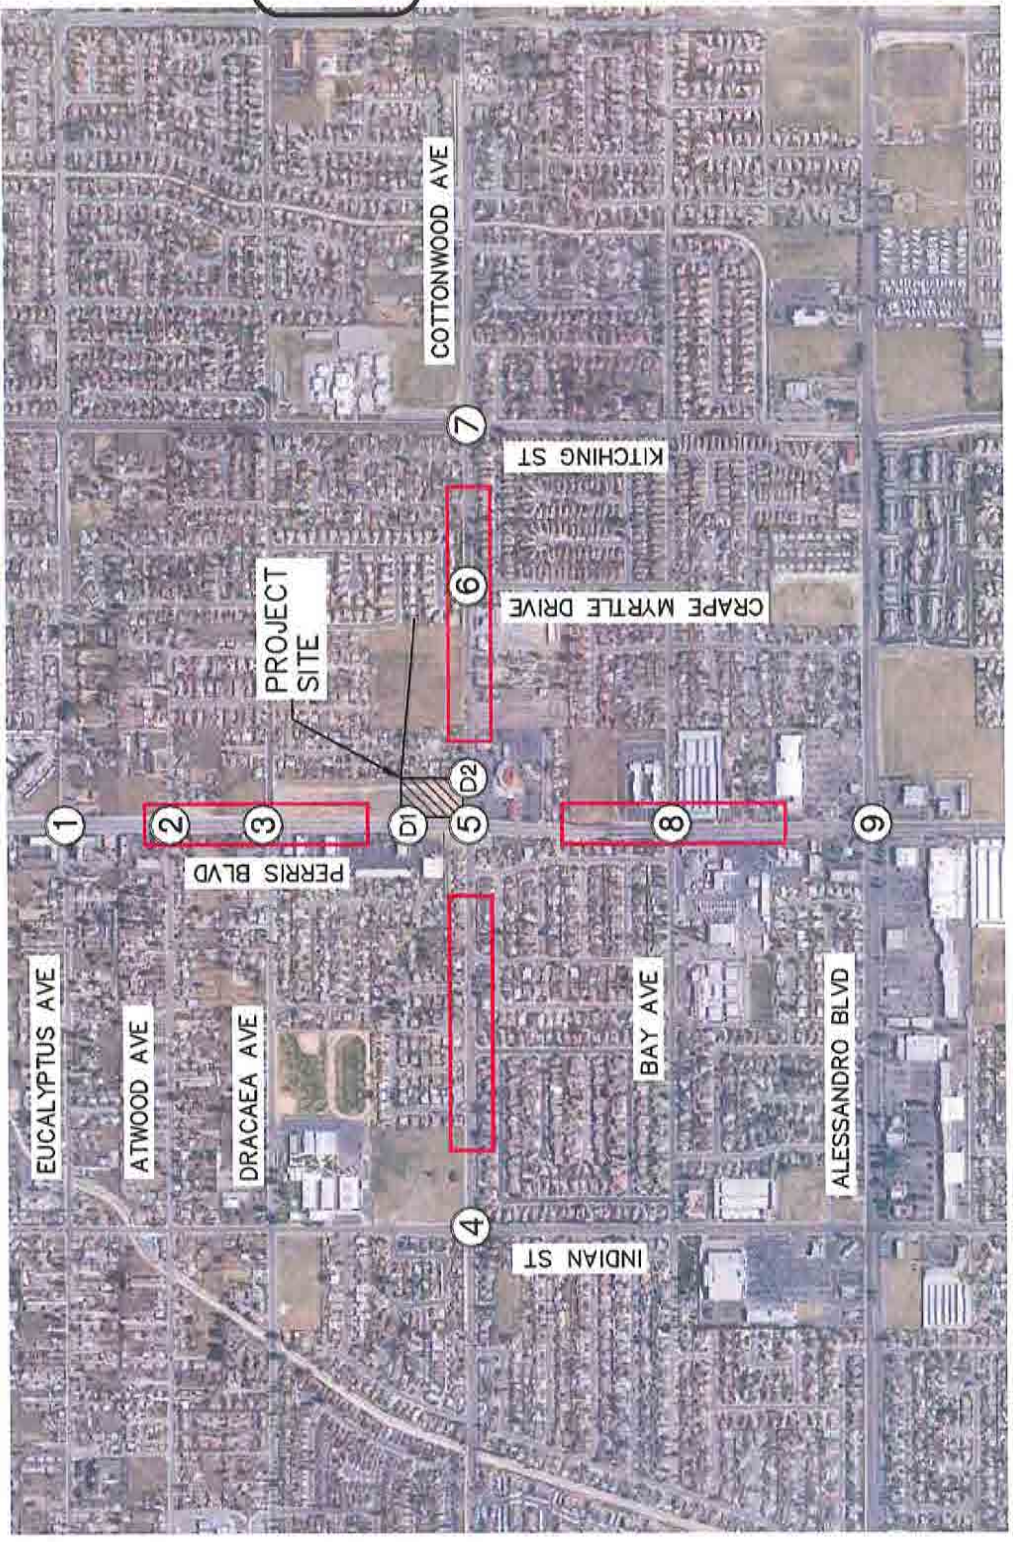 EUCALYPTUS AVE
ATWOOD AVE
DRACAEA AVE
COTTONWOOD AVE
BAY AVE
ALESSANDRO BLVD
INDIAN ST
PERRIS BLVD
CRAPE MYRTLE DRIVE
KITCHING ST
PROJECT
SITE
1
2
3
D1
D2
4
5
6
7
8
9